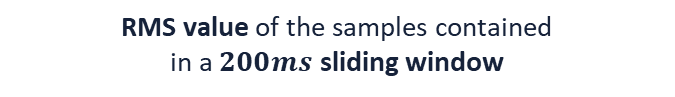 RMS value of the samples contained
in a 200ms sliding window